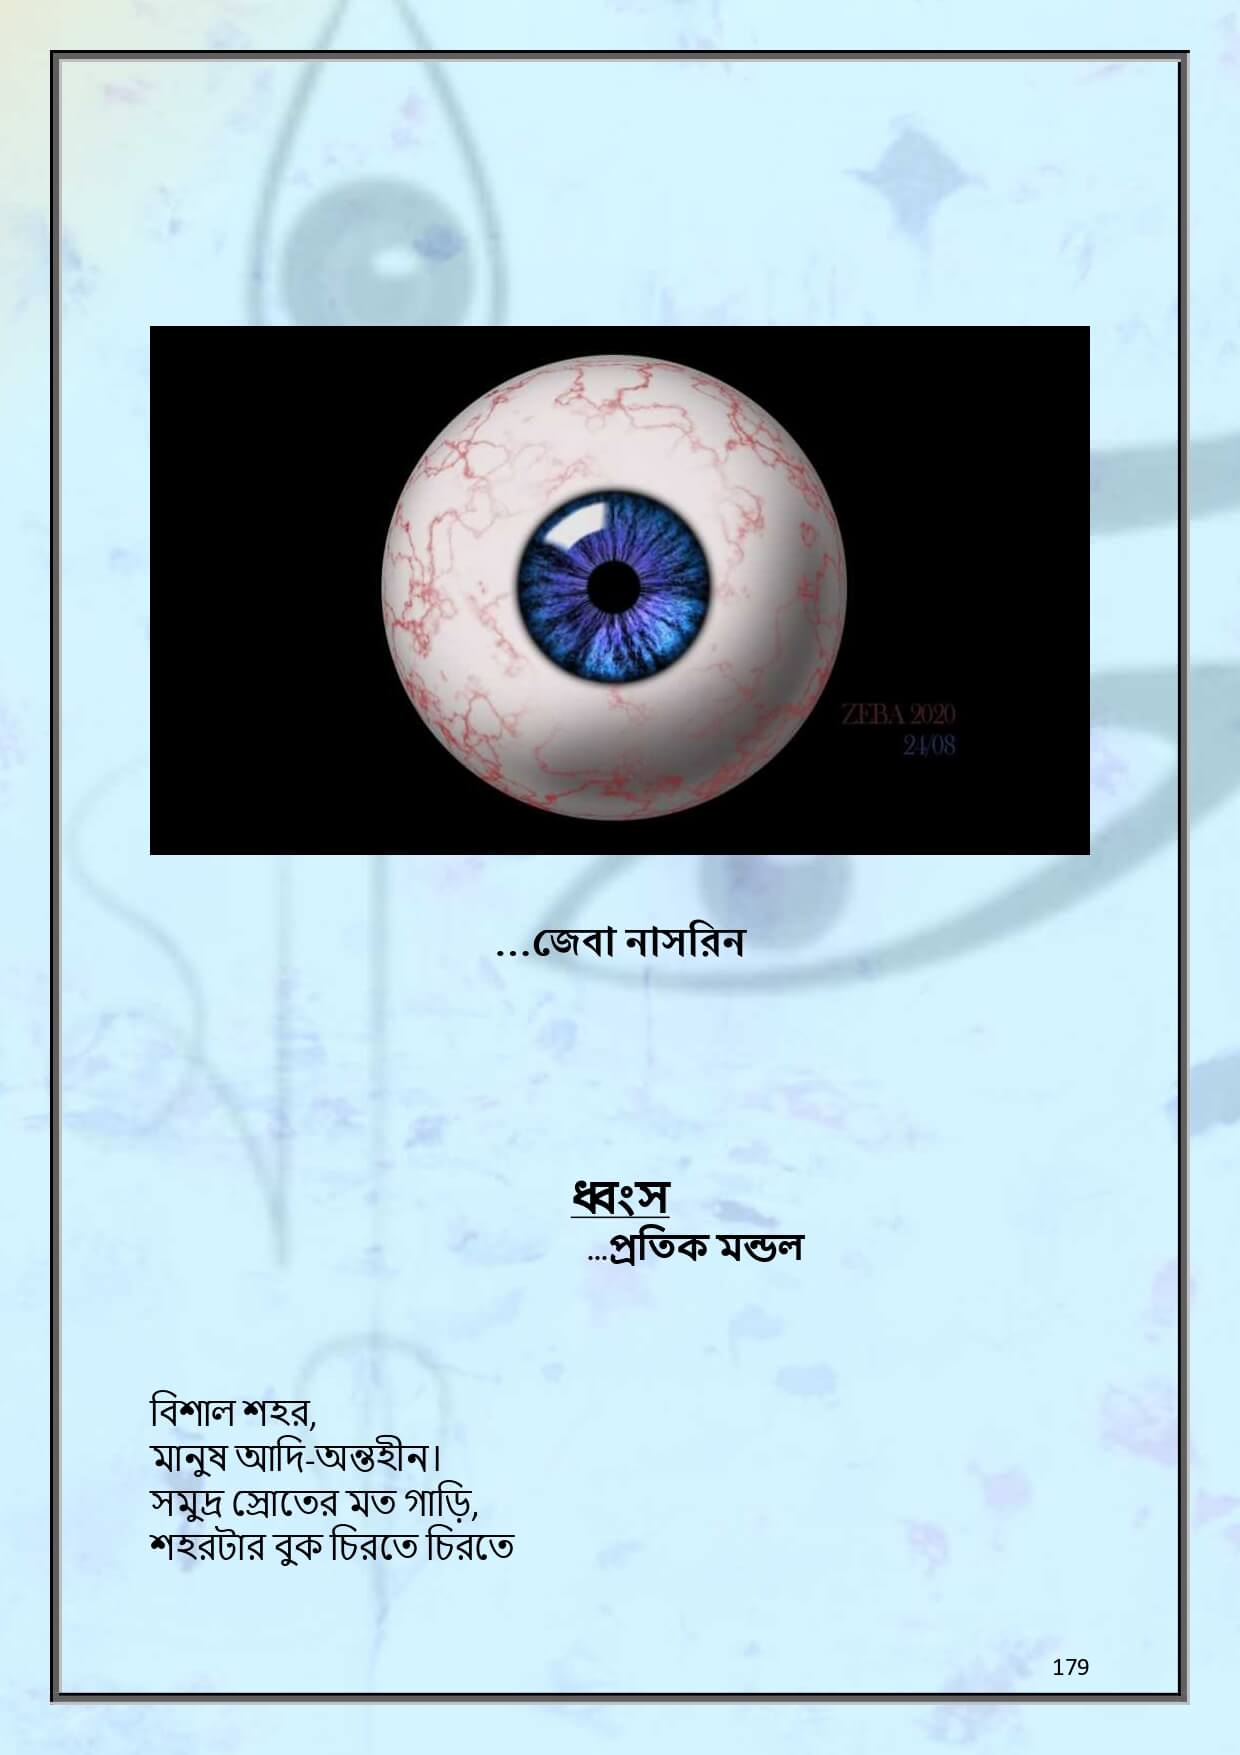 ZEBA 2020
24/08
...জেবা নাসরিন
ধ্বংস
...প্রতিক মন্ডল
বিশাল শহর,
মানুষ আদি-অন্তহীন।
সমুদ্র স্রোতের মত গাড়ি,
শহরটার বুক চিরতে চিরতে
179